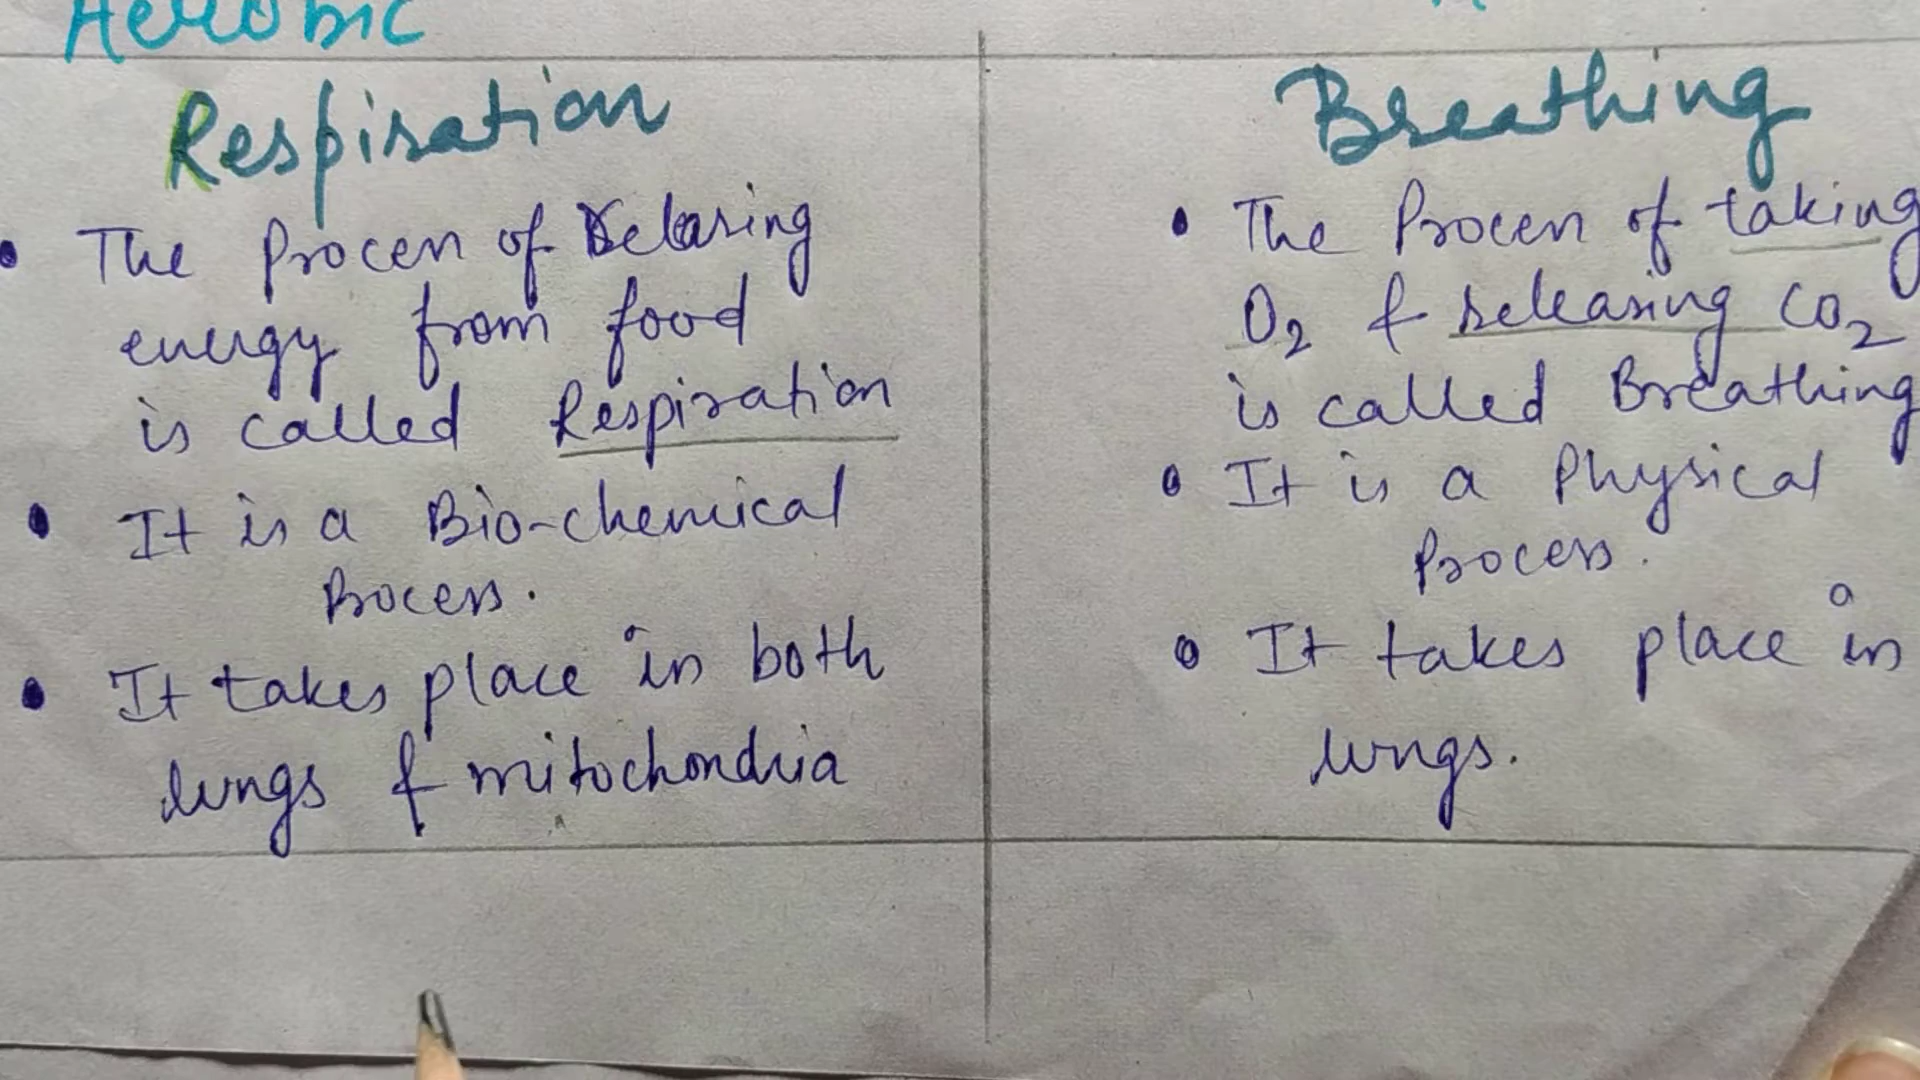 Aerobic
Respiration
• The Process of Releasing
energy from food
is called Respiration
• It is a Bio-chemical
Process.
• It takes place in both
lungs & mitochondria
Breathing
• The Process of taking
O₂ & releasing CO₂
is called Breathing
• It is a Physical
Process.
• It takes place in
lungs.